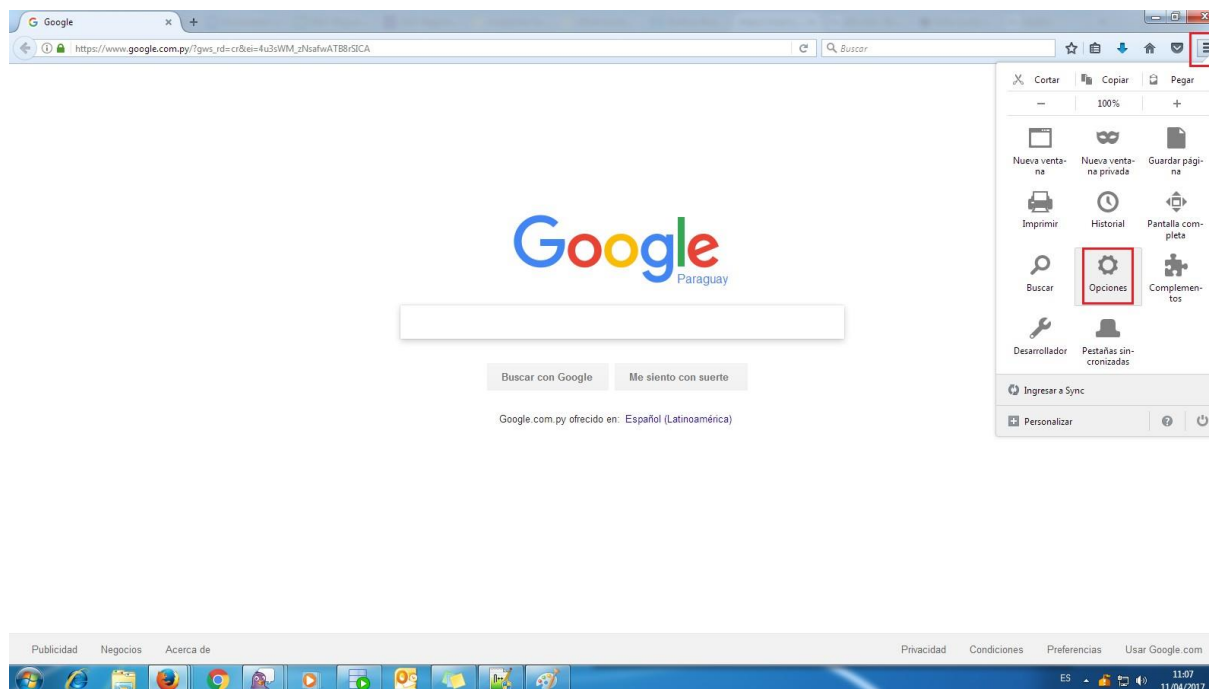 Google
https://www.google.com.py/?gws_rd=cr&ei=4u3sWM_zNsafwATB8rSICA
Buscar
Cortar
Copiar
Pegar
100%
Nueva venta-
na
Nueva venta-
na privada
Guardar pági-
na
Imprimir
Historial
Pantalla com-
pleta
Buscar
Opciones
Complemen-
tos
Desarrollador
Pestañas sin-
cronizadas
Ingresar a Sync
Personalizar
Google
Paraguay
Buscar con Google
Me siento con suerte
Google.com.py ofrecido en: Español (Latinoamérica)
Publicidad Negocios Acerca de
Privacidad Condiciones Preferencias Usar Google.com
ES
11:07
11/04/2017